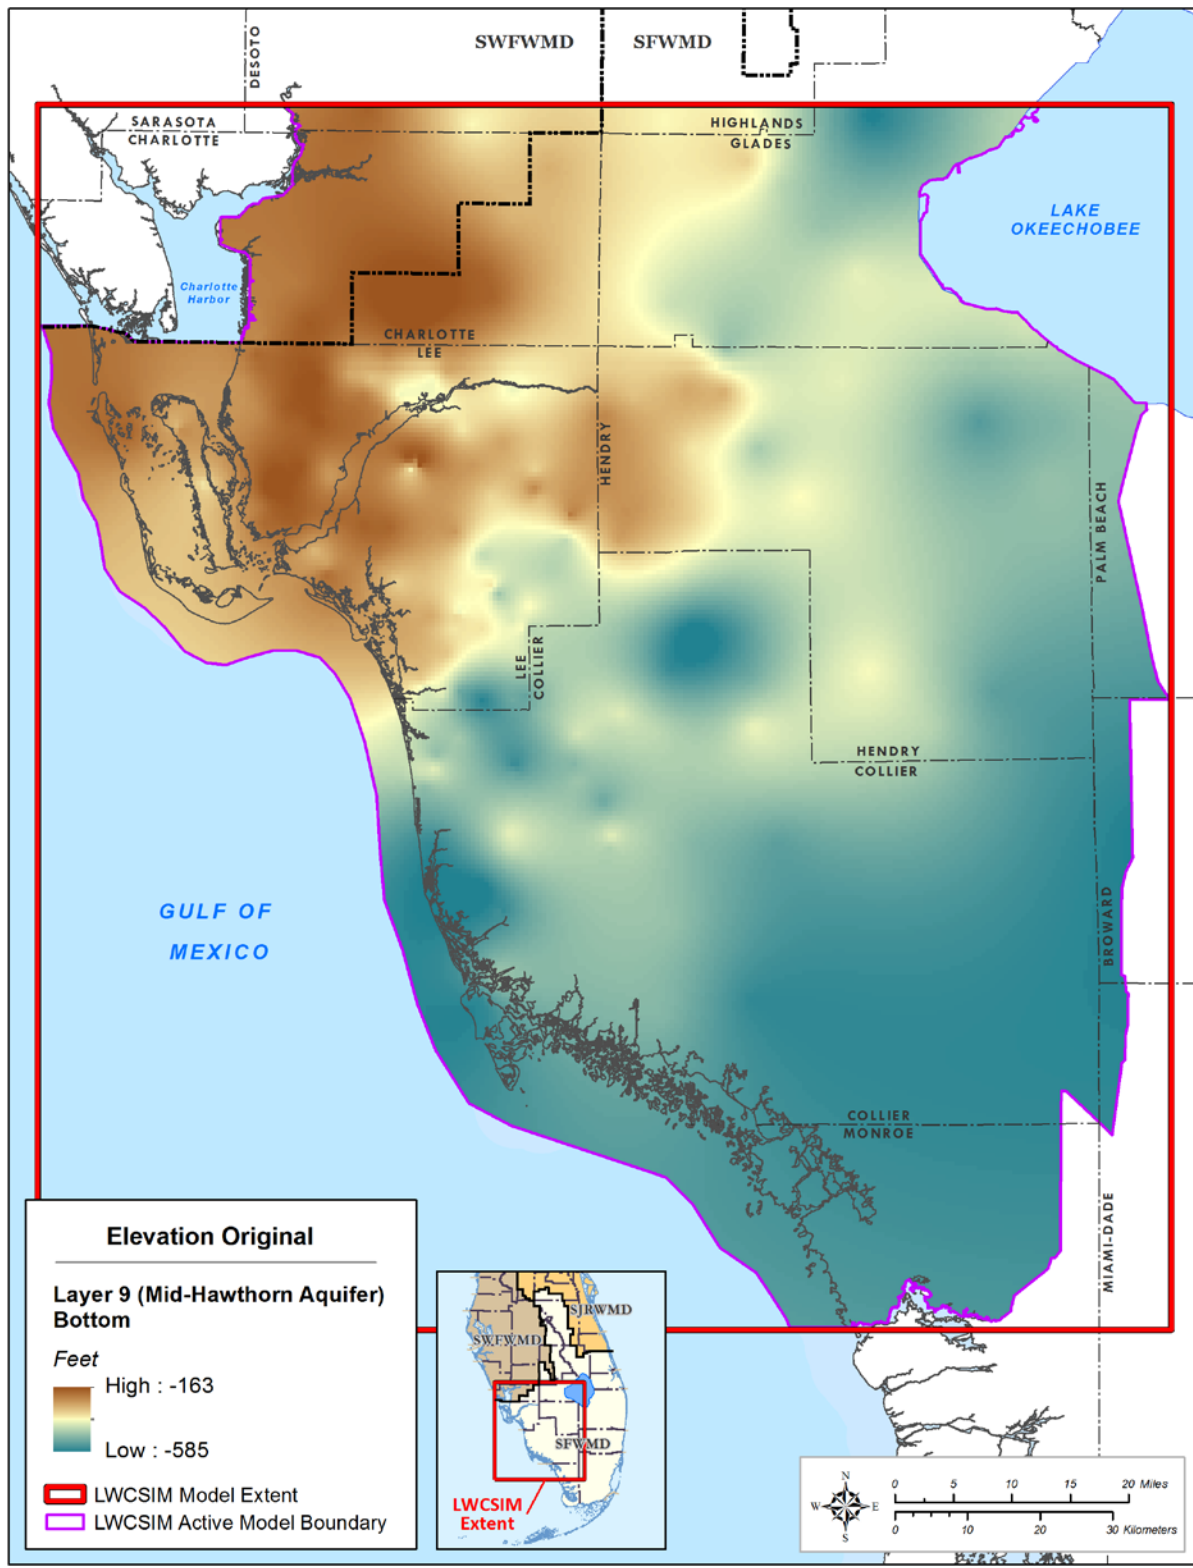 SWFWMD
SFWMD
DESOTO
SARASOTA
CHARLOTTE
HIGHLANDS
GLADES
LAKE
OKEECHOBEE
Charlotte
Harbor
CHARLOTTE
LEE
HENDRY
PALM BEACH
LEE
COLLIER
HENDRY
COLLIER
GULF OF
MEXICO
BROWARD
COLLIER
MONROE
MIAMI-DADE
Elevation Original
Layer 9 (Mid-Hawthorn Aquifer)
Bottom
Feet
High : -163
Low : -585
LWCSIM Model Extent
LWCSIM Active Model Boundary
SJRWMD
SWFWMD
SFWMD
LWCSIM
Extent
N
W
E
S
0 5 10 15 20 Miles
0 10 20 30 Kilometers